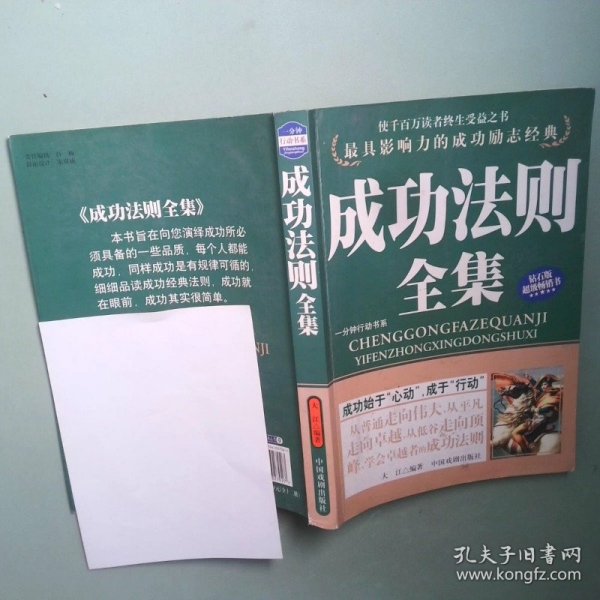 《成功法则全集》
本书旨在向您演绎成功所必
须具备的一些品质，每个人都能
成功，同样成功是有规律可循的，
细细品读成功经典法则，成功就
在眼前，成功其实很简单。
一分钟
行动书系
Yifenzhong
成功法则全集
大江△编著
中国戏剧出版社
使千百万读者终生受益之书
最具影响力的成功励志经典
成功法则
全集
钻石版
超级畅销书
★★★★★
一分钟行动书系
CHENGGONGFAZEQUANJI
YIFENZHONGXINGDONGSHUXI
成功始于“心动”，成于“行动”
从普通走向伟大，从平凡
走向卓越，从低谷走向顶
峰，学会卓越者的成功法则
大 江△编著
中国戏剧出版社
孔夫子旧书网
www.kongfz.com